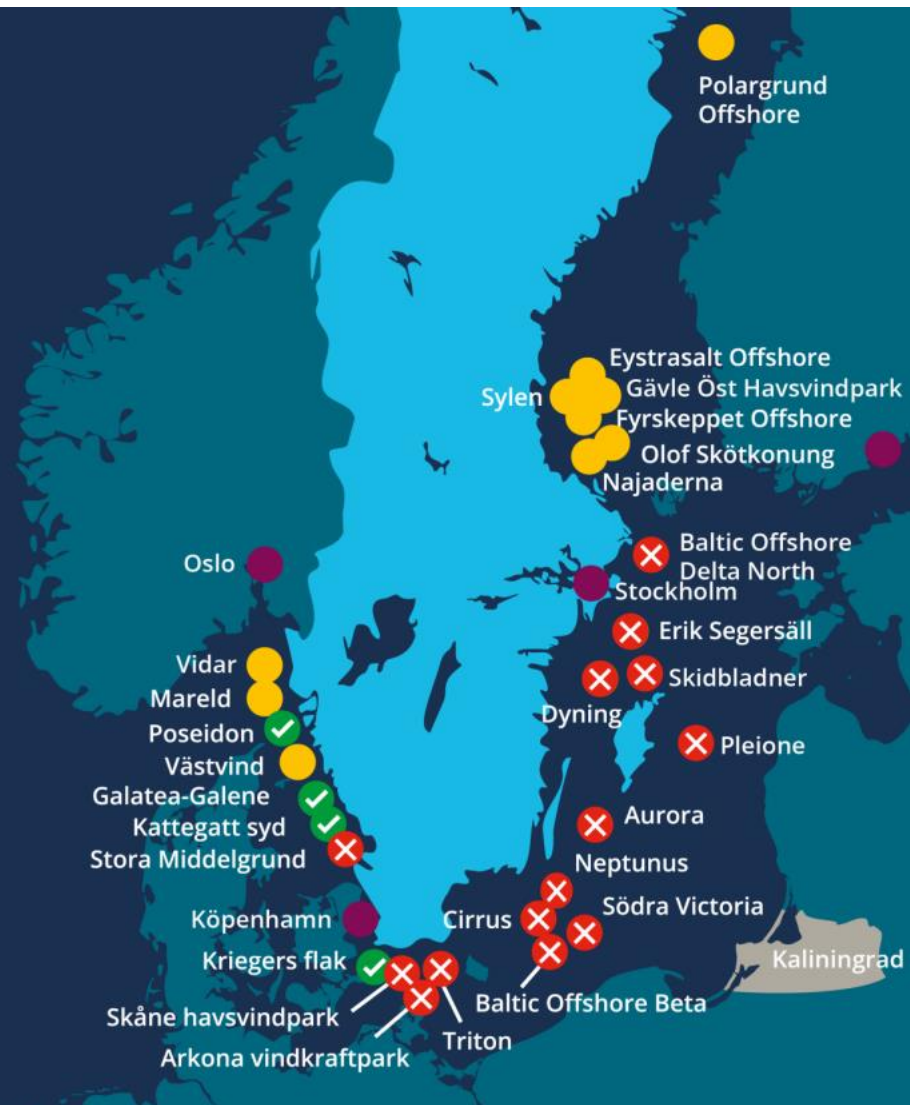 Polargrund
Offshore
Eystrasalt Offshore
Sylen
Gävle Öst Havsvindpark
Fyrskeppet Offshore
Olof Skötkonung
Najaderna
Baltic Offshore
Delta North
Oslo
Stockholm
Erik Segersäll
Vidar
Skidbladner
Mareld
Dyning
Poseidon
Pleione
Västvind
Galatea-Galene
Aurora
Kattegatt syd
Stora Middelgrund
Neptunus
Södra Victoria
Köpenhamn
Cirrus
Kriegers flak
Kaliningrad
Baltic Offshore Beta
Skåne havsvindpark
Triton
Arkona vindkraftpark